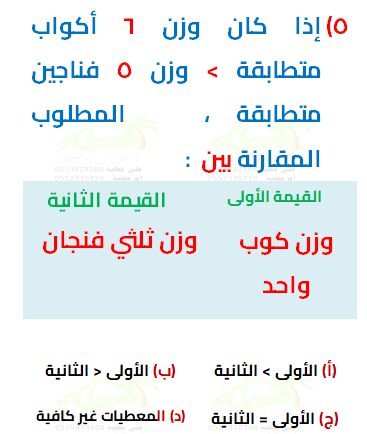 ٥) إذا كان وزن ٦ أكواب
متطابقة > وزن ٥ فناجين
متطابقة ، المطلوب
المقارنة بين :
القيمة الأولى القيمة الثانية
وزن كوب واحد
وزن ثلثي فنجان
(أ) الأولى > الثانية (ب) الأولى < الثانية
(ج) الأولى = الثانية (د) المعطيات غير كافية